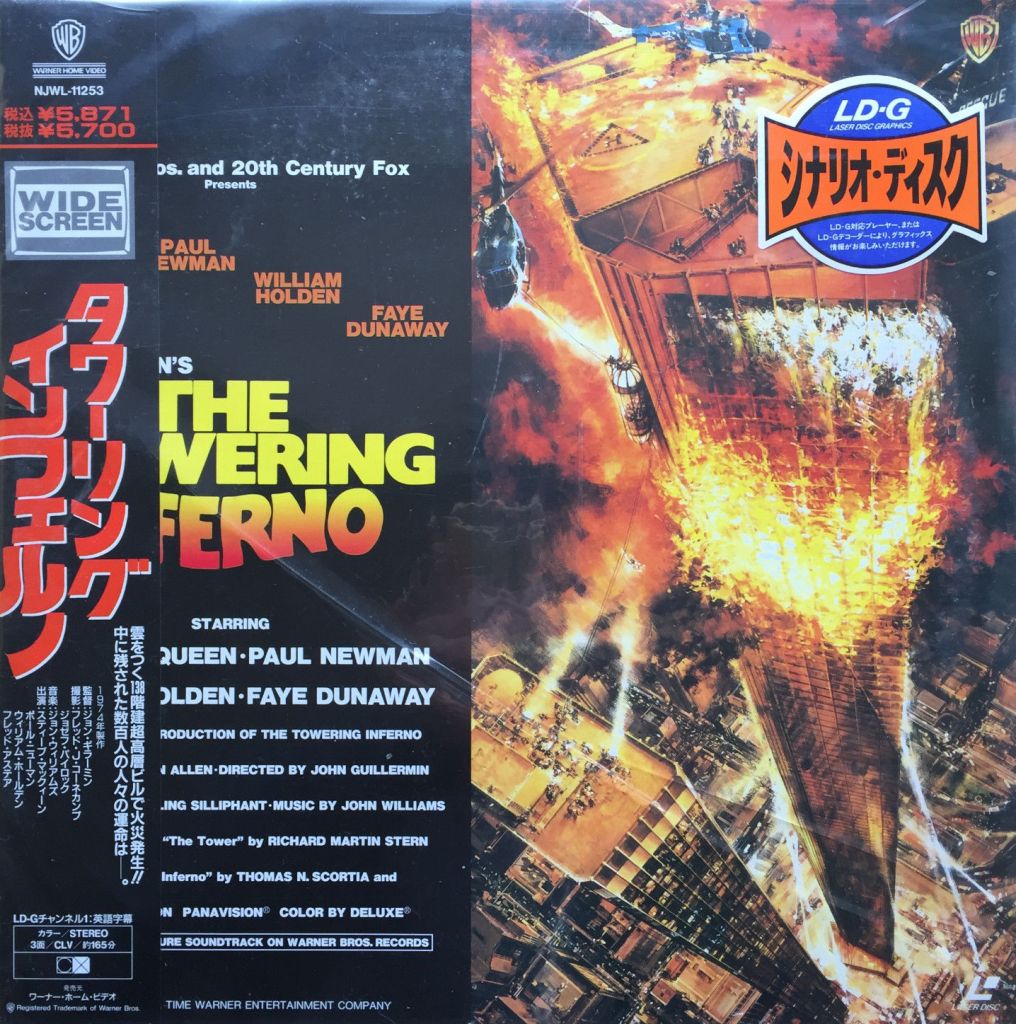 WB
WARNER HOME VIDEO
NJWL-11253
税込 ¥5.871
税抜 ¥5.700
WIDE
SCREEN
タワーリング
インフェルノ
雲をつく138階建超高層ビルで火災発生!!
中に残された数百人の人々の運命は──。
1974年製作
監督:ジョン・ギラーミン
撮影:フレッド・J・コーネカンプ
ジョゼフ・バイロック
音楽:ジョン・ウィリアムズ
出演:スティーブ・マックィーン
ポール・ニューマン
ウィリアム・ホールデン
フレッド・アステア
LD-Gチャンネル1:英語字幕
カラー/STEREO
3面/CLV/約165分
発売元
ワーナー・ホーム・ビデオ
Registered Trademark of Warner Bros.
os. and 20th Century Fox
Presents
PAUL
EWMAN
WILLIAM
HOLDEN
FAYE
DUNAWAY
N'S
THE
WERING
FERNO
STARRING
QUEEN·PAUL NEWMAN
OLDEN·FAYE DUNAWAY
RODUCTION OF THE TOWERING INFERNO
N ALLEN·DIRECTED BY JOHN GUILLERMIN
ING SILLIPHANT·MUSIC BY JOHN WILLIAMS
"The Tower" by RICHARD MARTIN STERN
Inferno" by THOMAS N. SCORTIA and
ON PANAVISION® COLOR BY DELUXE®
URE SOUNDTRACK ON WARNER BROS. RECORDS
TIME WARNER ENTERTAINMENT COMPANY
WB
RESCUE
LD-G
LASER DISC GRAPHICS
シナリオ・ディスク
LD-G対応プレーヤー、または
LD-Gデコーダーにより、グラフィックス
情報がお楽しみいただけます。
LASER DISC